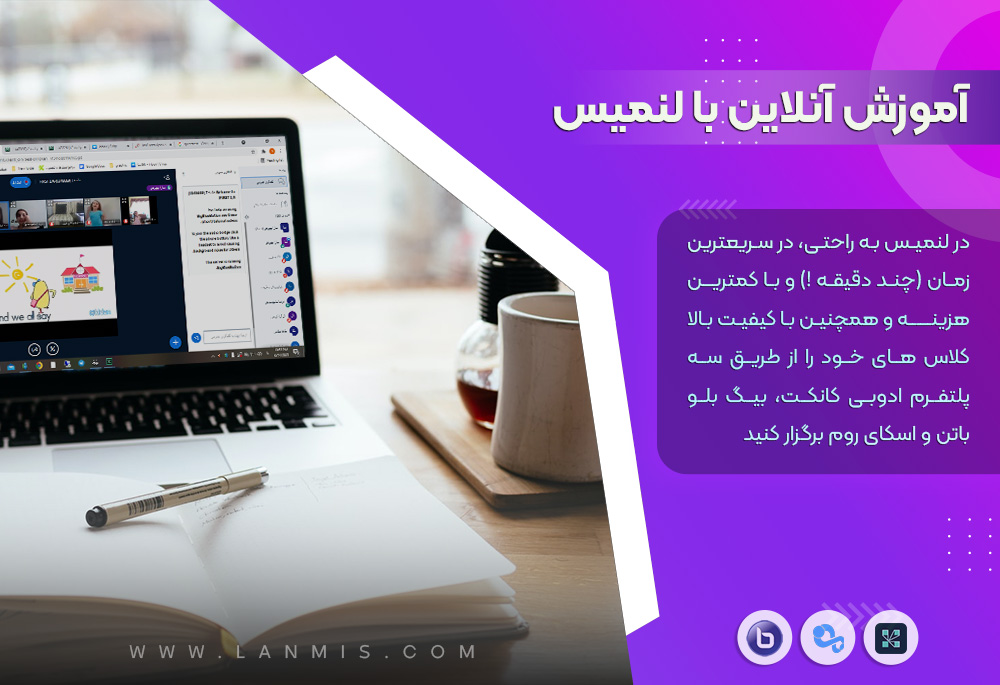 آموزش آنلاین با لنمیس
در لنمیس به راحتی، در سریعترین
زمان (چند دقیقه !) و با کمترین
هزینه و همچنین با کیفیت بالا
کلاس های خود را از طریق سه
پلتفرم ادوبی کانکت، بیگ بلو
باتن و اسکای روم برگزار کنید
nd we all say
WWW.LANMIS.COM